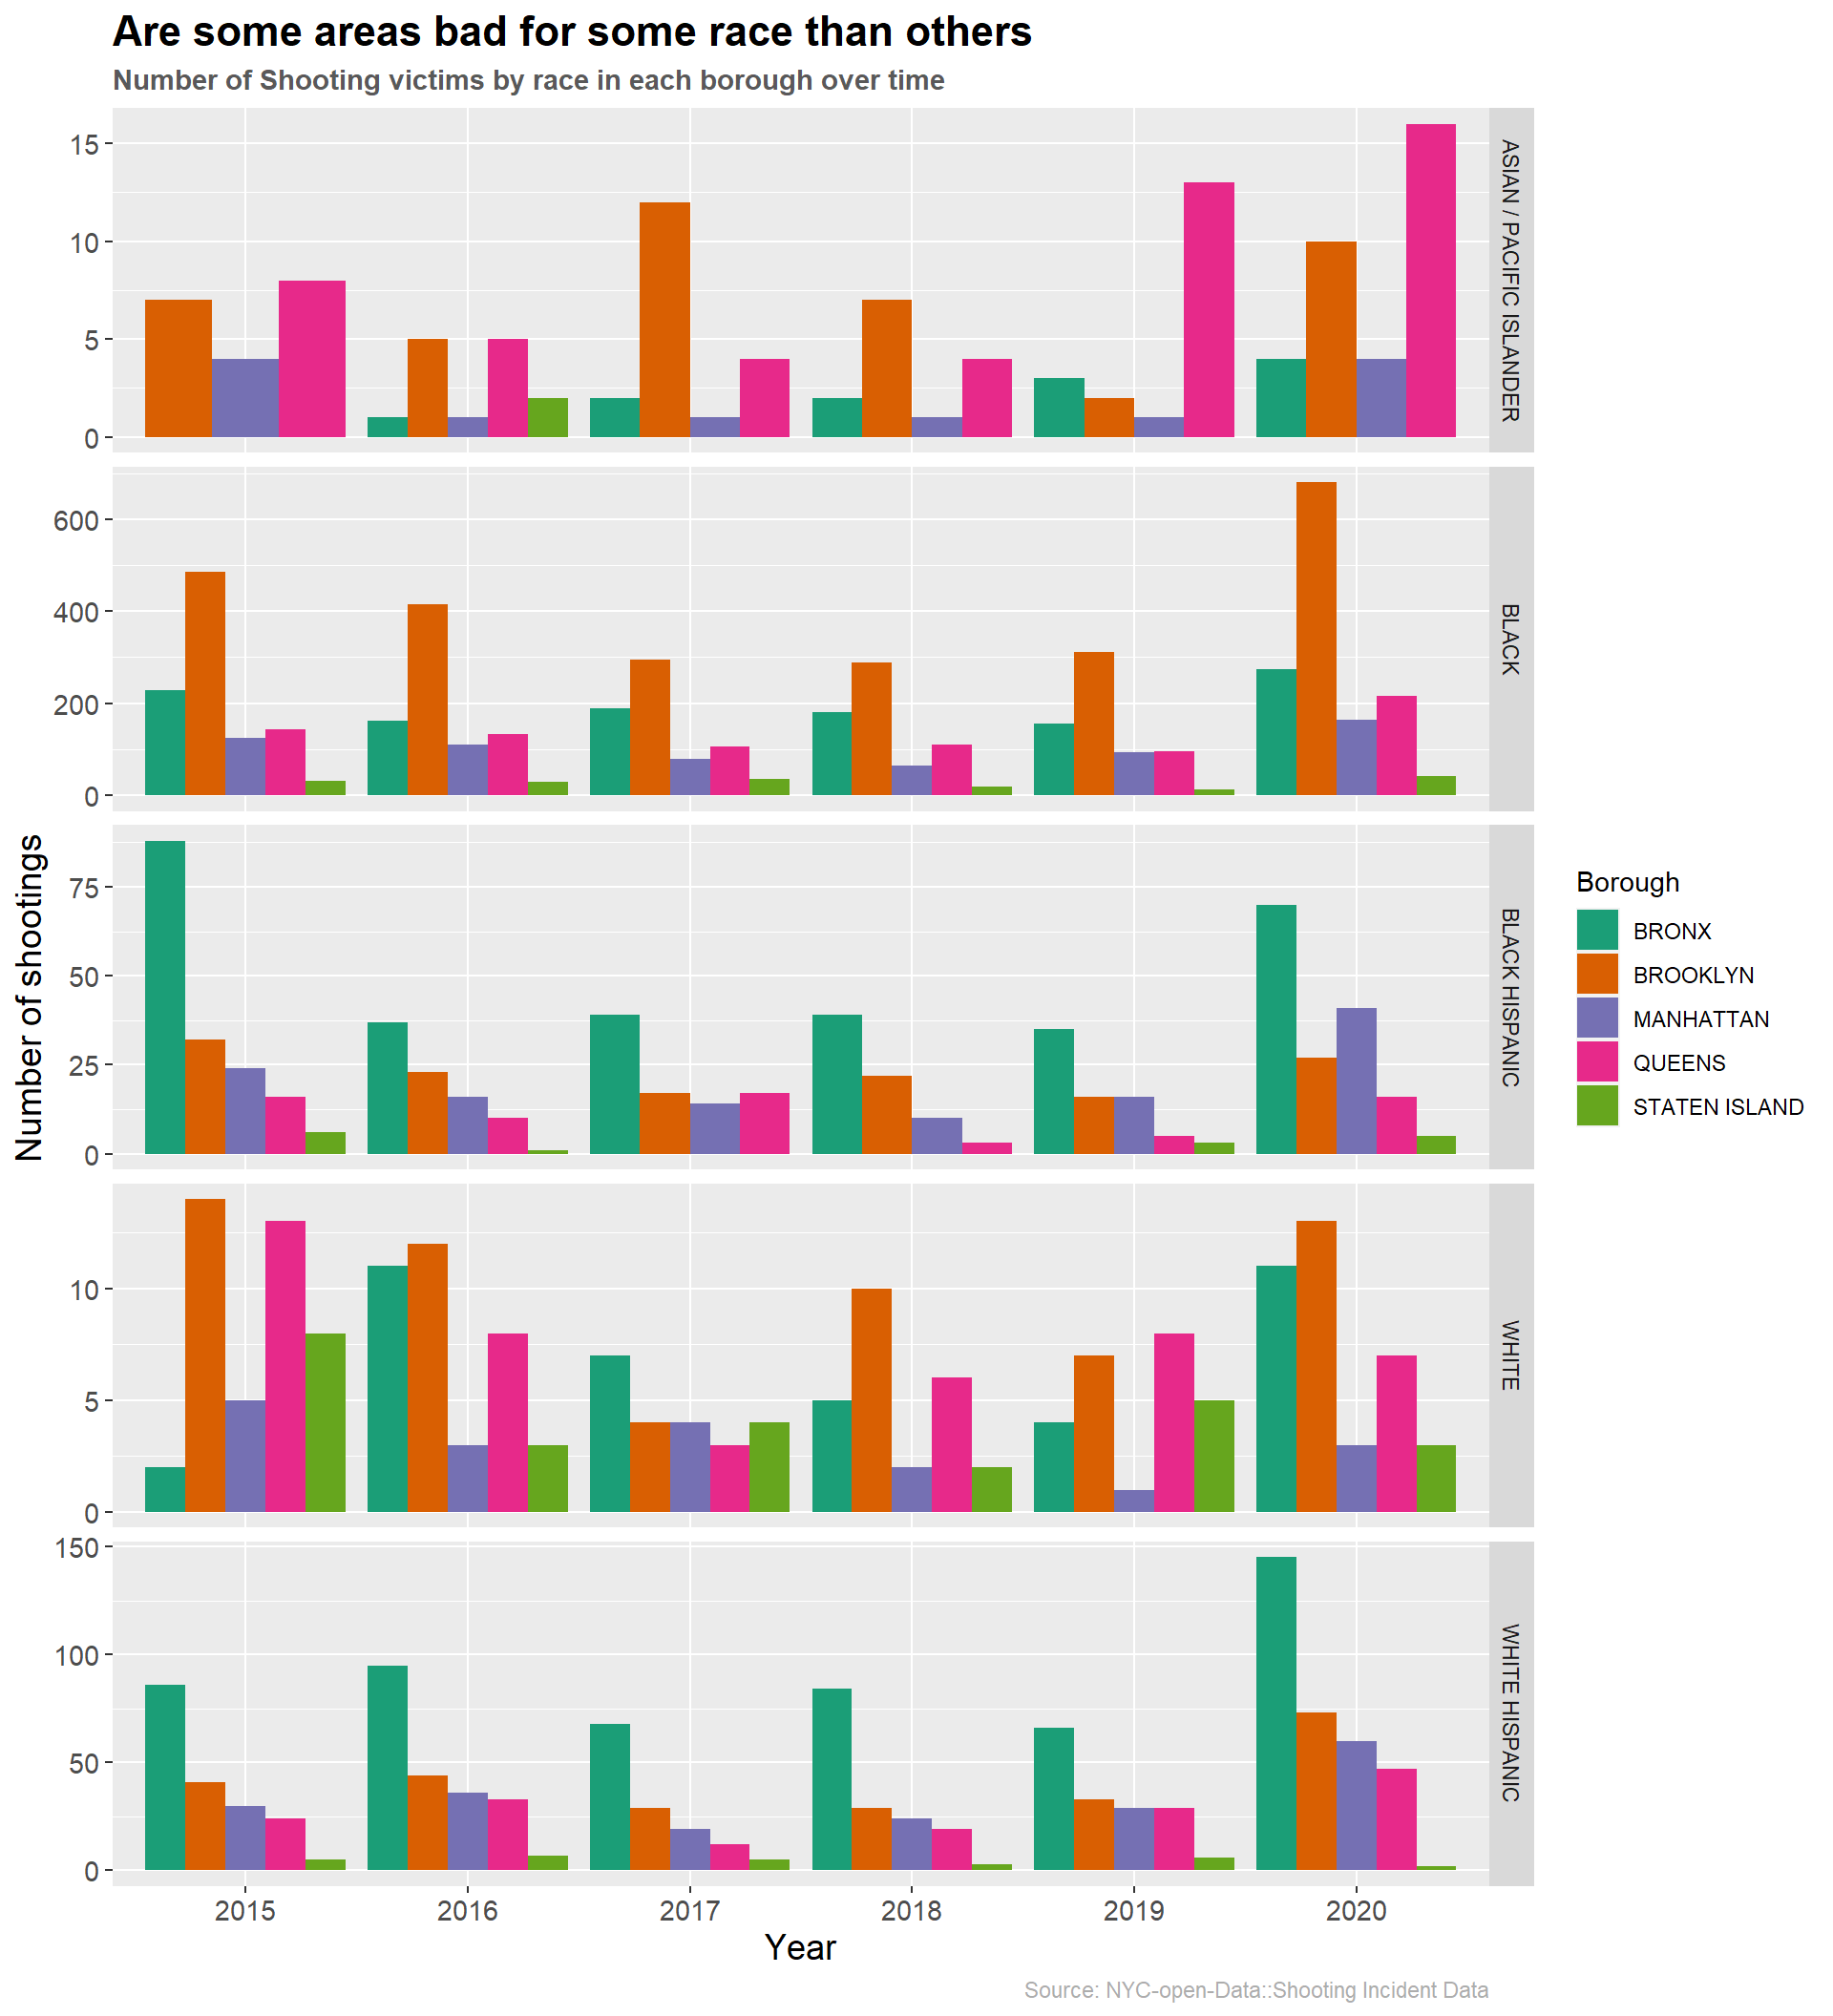 Are some areas bad for some race than others
Number of Shooting victims by race in each borough over time
15
10
5
0
ASIAN / PACIFIC ISLANDER
600
400
200
0
BLACK
75
50
25
0
BLACK HISPANIC
10
5
0
WHITE
150
100
50
0
WHITE HISPANIC
Number of shootings
2015 2016 2017 2018 2019 2020
Year
Borough
BRONX
BROOKLYN
MANHATTAN
QUEENS
STATEN ISLAND
Source: NYC-open-Data::Shooting Incident Data